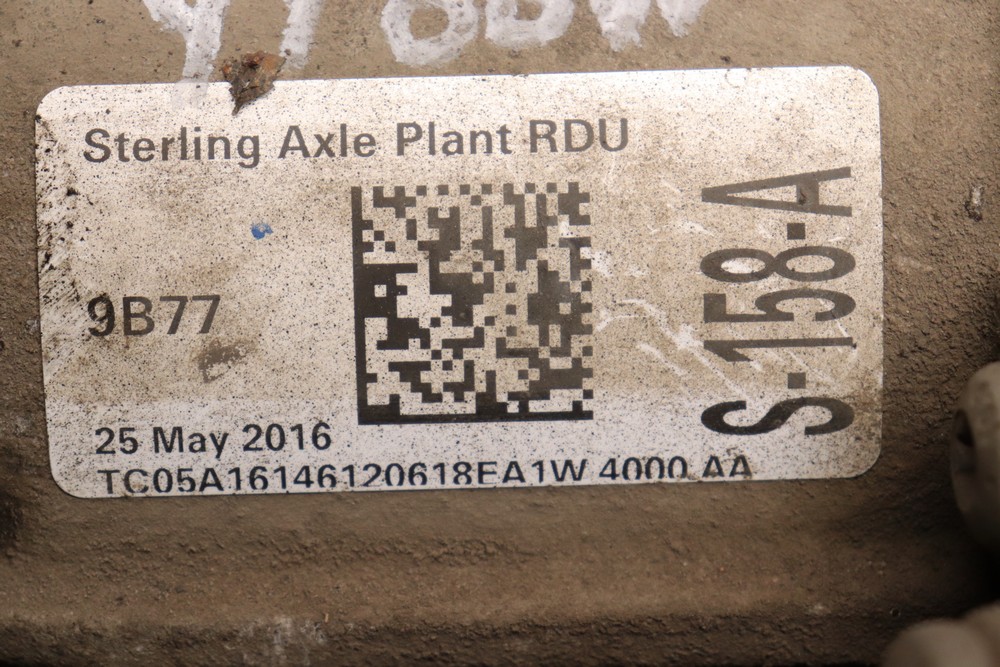 Sterling Axle Plant RDU
9B77
S-158-A
25 May 2016
TC05A16146120618EA1W 4000 AA